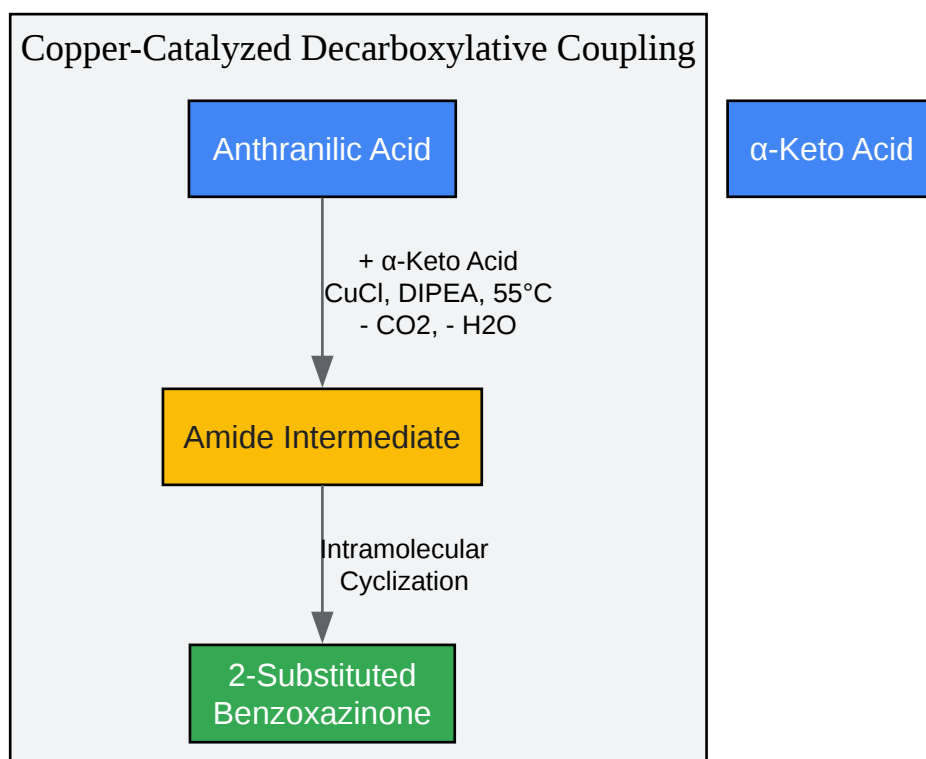 Copper-Catalyzed Decarboxylative Coupling
Anthranilic Acid
α-Keto Acid
+ α-Keto Acid
CuCl, DIPEA, 55°C
- CO2, - H2O
Amide Intermediate
Intramolecular
Cyclization
2-Substituted
Benzoxazinone